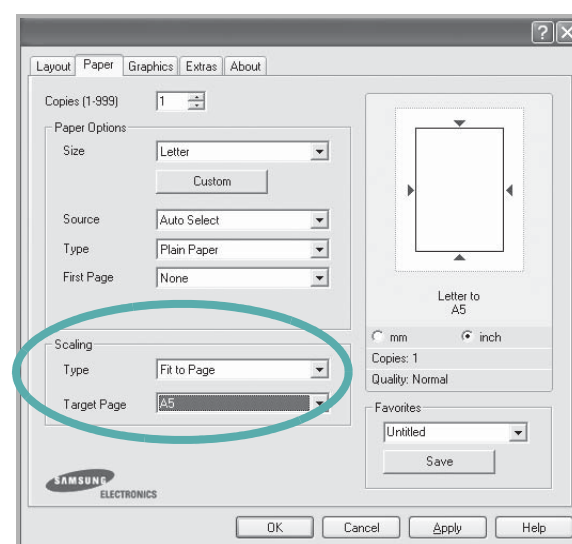 Layout Paper Graphics Extras About
Copies (1-999) 1
Paper Options
Size Letter
Custom
Source Auto Select
Type Plain Paper
First Page None
Letter to
A5
mm inch
Copies: 1
Quality: Normal
Scaling
Type Fit to Page
Target Page A5
Favorites
Untitled
Save
SAMSUNG
ELECTRONICS
OK Cancel Apply Help